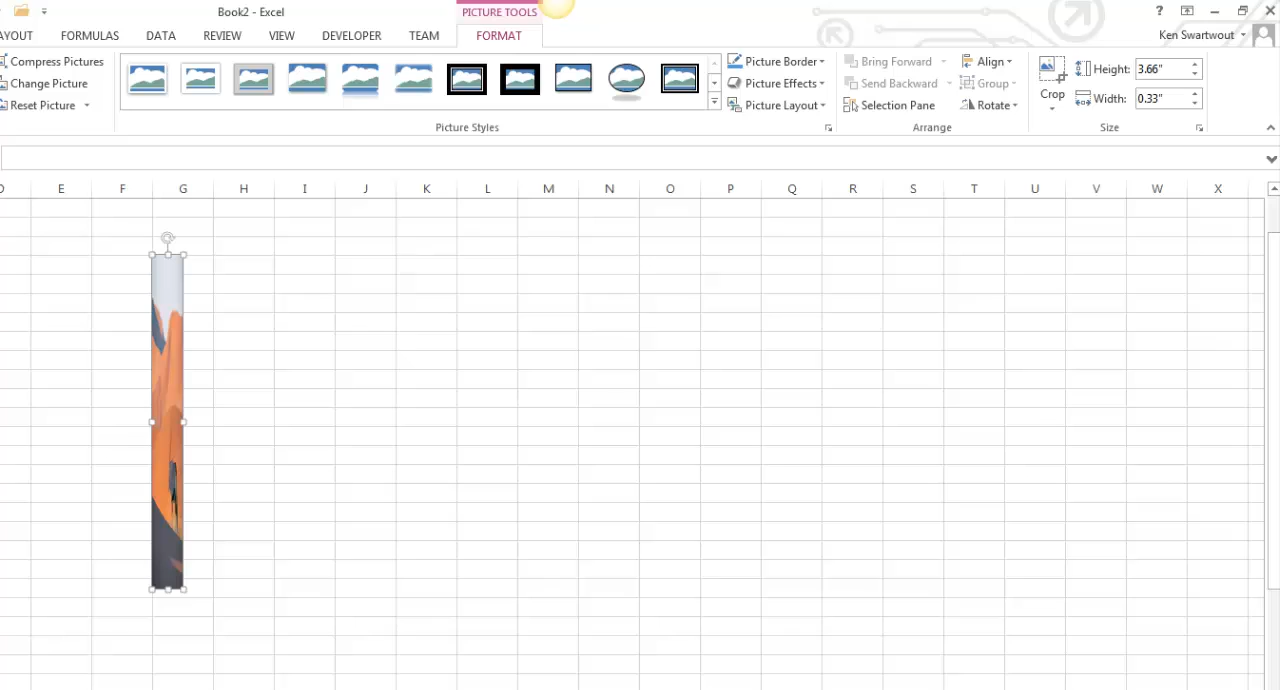 Book2 - Excel
PICTURE TOOLS
?
AYOUT FORMULAS DATA REVIEW VIEW DEVELOPER TEAM FORMAT
Ken Swartwout
Compress Pictures
Change Picture
Reset Picture
Picture Styles
Picture Border
Picture Effects
Picture Layout
Bring Forward
Send Backward
Selection Pane
Align
Group
Rotate
Arrange
Crop
Height: 3.66"
Width: 0.33"
Size
D E F G H I J K L M N O P Q R S T U V W X